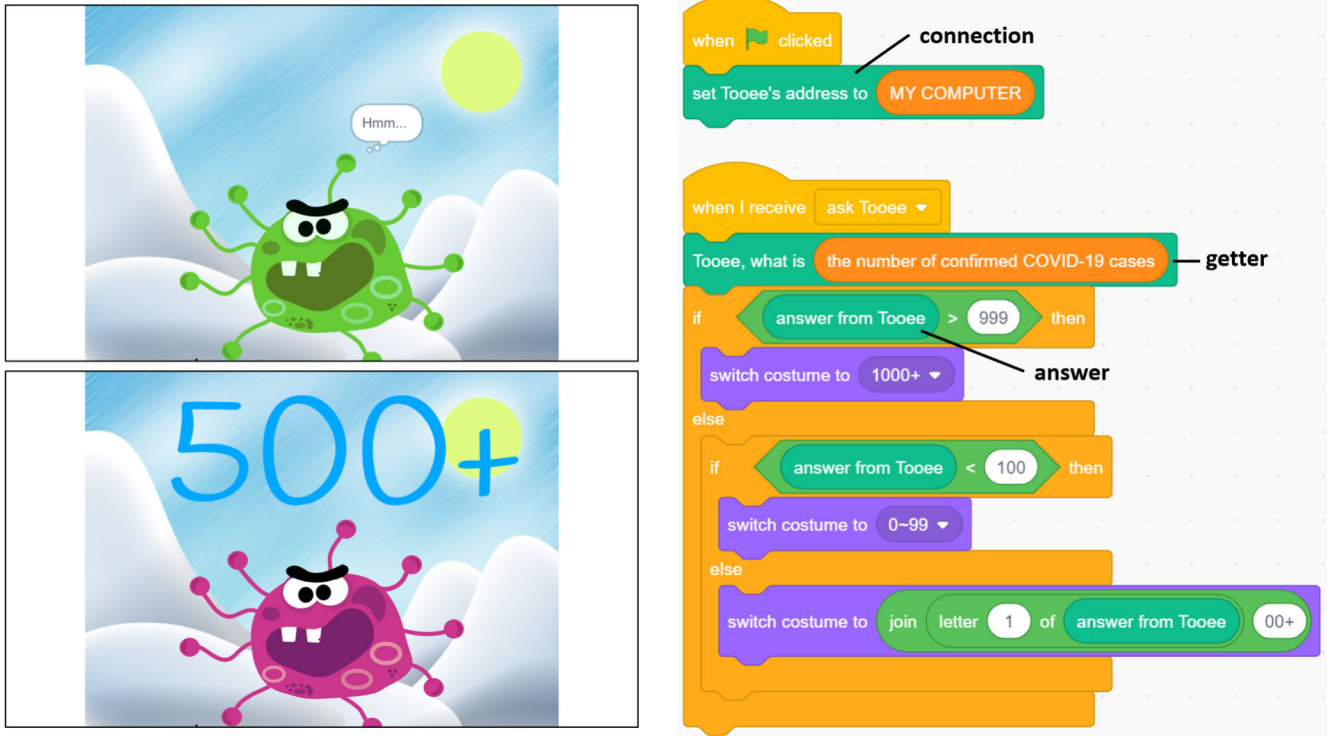 Hmm...
500+
when clicked
connection
set Tooee's address to MY COMPUTER
when I receive ask Tooee
Tooee, what is the number of confirmed COVID-19 cases
getter
if answer from Tooee > 999 then
answer
switch costume to 1000+
else
if answer from Tooee < 100 then
switch costume to 0~99
else
switch costume to join letter 1 of answer from Tooee 00+